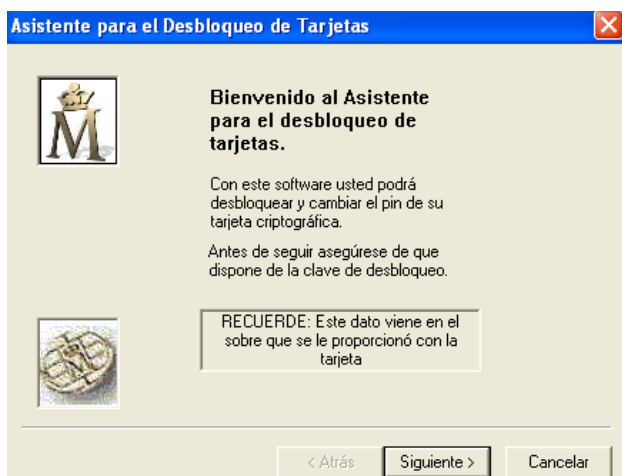 Asistente para el Desbloqueo de Tarjetas
M
Bienvenido al Asistente
para el desbloqueo de
tarjetas.
Con este software usted podrá
desbloquear y cambiar el pin de su
tarjeta criptográfica.
Antes de seguir asegúrese de que
dispone de la clave de desbloqueo.
RECUERDE: Este dato viene en el
sobre que se le proporcionó con la
tarjeta
< Atrás
Siguiente >
Cancelar